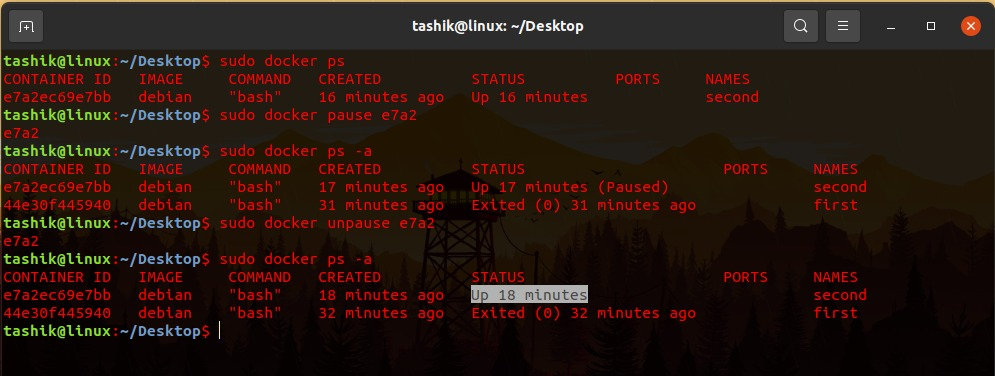 tashik@linux: ~/Desktop
tashik@linux:~/Desktop$ sudo docker ps
CONTAINER ID   IMAGE     COMMAND   CREATED          STATUS          PORTS     NAMES
e7a2ec69e7bb   debian    "bash"    16 minutes ago   Up 16 minutes             second
tashik@linux:~/Desktop$ sudo docker pause e7a2
e7a2
tashik@linux:~/Desktop$ sudo docker ps -a
CONTAINER ID   IMAGE     COMMAND   CREATED          STATUS                      PORTS     NAMES
e7a2ec69e7bb   debian    "bash"    17 minutes ago   Up 17 minutes (Paused)                second
44e30f445940   debian    "bash"    31 minutes ago   Exited (0) 31 minutes ago             first
tashik@linux:~/Desktop$ sudo docker unpause e7a2
e7a2
tashik@linux:~/Desktop$ sudo docker ps -a
CONTAINER ID   IMAGE     COMMAND   CREATED          STATUS                      PORTS     NAMES
e7a2ec69e7bb   debian    "bash"    18 minutes ago   Up 18 minutes                         second
44e30f445940   debian    "bash"    32 minutes ago   Exited (0) 32 minutes ago             first
tashik@linux:~/Desktop$